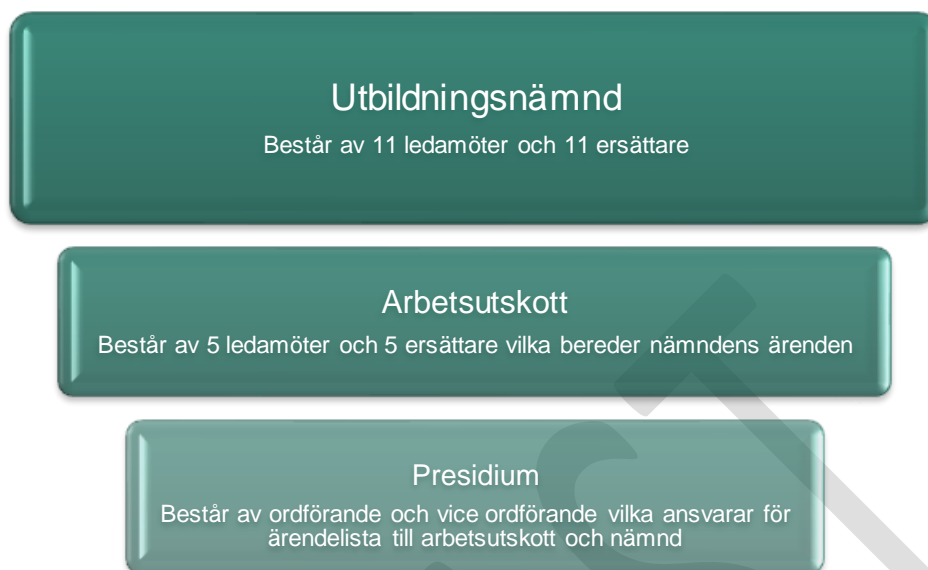 Utbildningsnämnd
Består av 11 ledamöter och 11 ersättare
Arbetsutskott
Består av 5 ledamöter och 5 ersättare vilka bereder nämndens ärenden
Presidium
Består av ordförande och vice ordförande vilka ansvarar för
ärendelista till arbetsutskott och nämnd